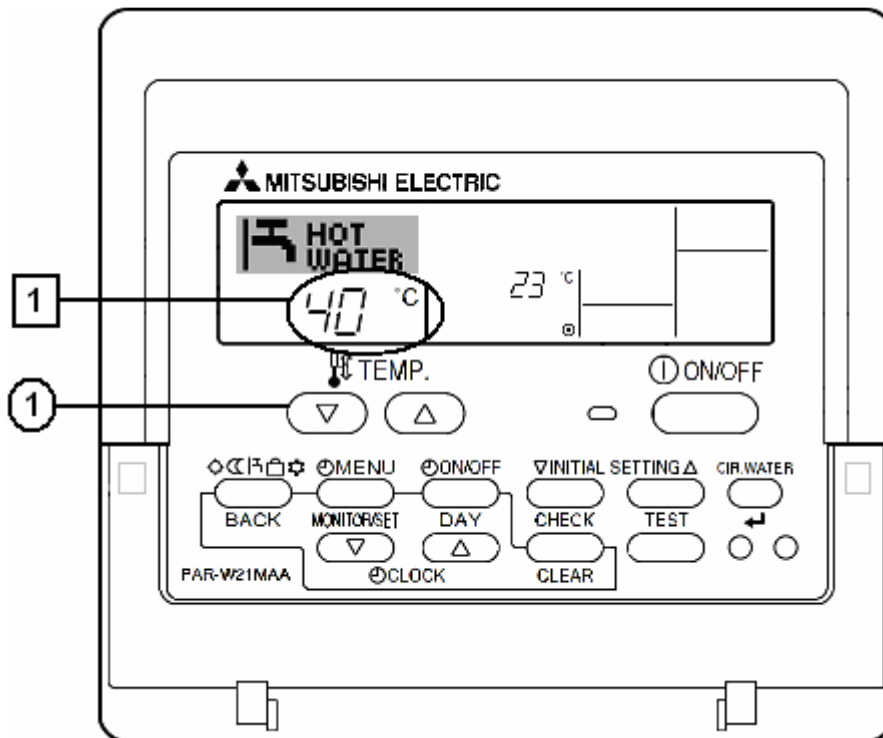 MITSUBISHI ELECTRIC
HOT
WATER
1
40 °C
23 °C
1
TEMP.
ON/OFF
MENU
ON/OFF
▽INITIAL SETTING△
CIR.WATER
BACK
MONITOR/SET
DAY
CHECK
TEST
PAR-W21MAA
CLOCK
CLEAR